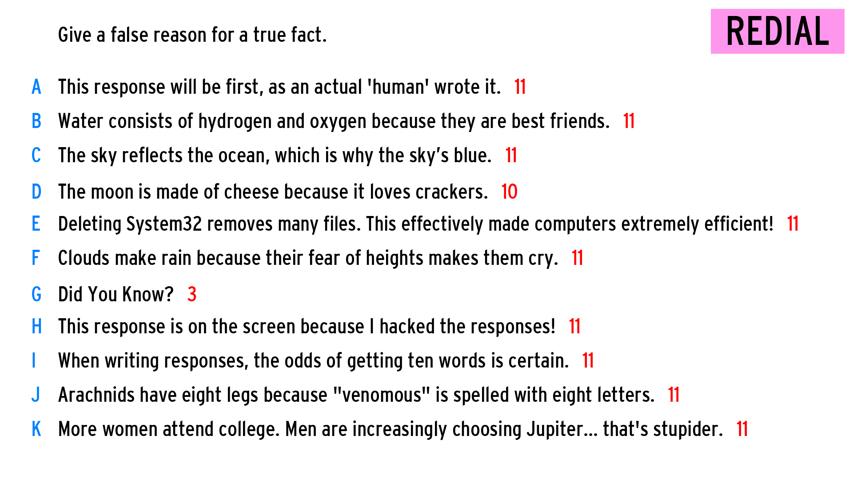 Give a false reason for a true fact.
REDIAL
A This response will be first, as an actual 'human' wrote it. 11
B Water consists of hydrogen and oxygen because they are best friends. 11
C The sky reflects the ocean, which is why the sky’s blue. 11
D The moon is made of cheese because it loves crackers. 10
E Deleting System32 removes many files. This effectively made computers extremely efficient! 11
F Clouds make rain because their fear of heights makes them cry. 11
G Did You Know? 3
H This response is on the screen because I hacked the responses! 11
I When writing responses, the odds of getting ten words is certain. 11
J Arachnids have eight legs because "venomous" is spelled with eight letters. 11
K More women attend college. Men are increasingly choosing Jupiter... that's stupider. 11